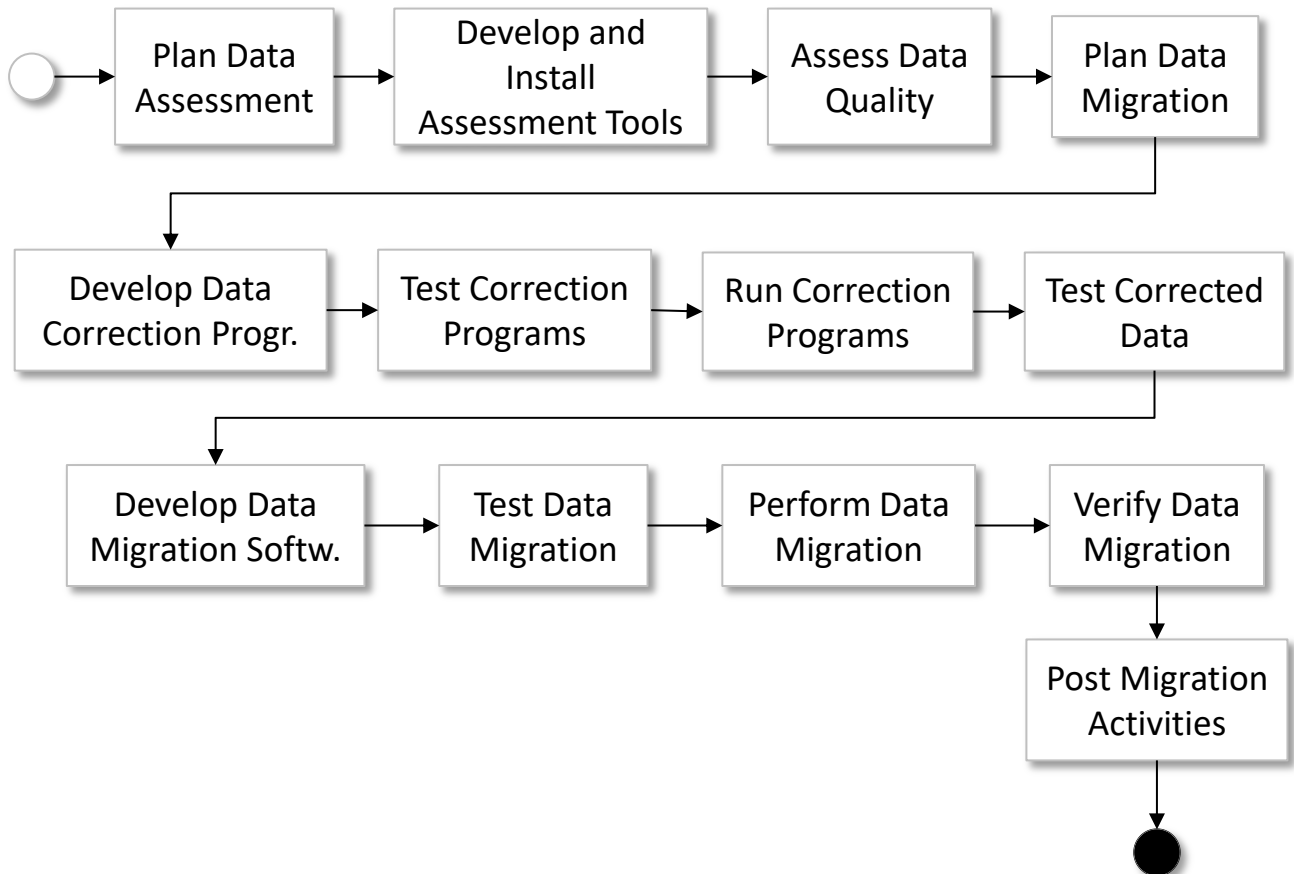 Plan Data
Assessment
Develop and
Install
Assessment Tools
Assess Data
Quality
Plan Data
Migration
Develop Data
Correction Progr.
Test Correction
Programs
Run Correction
Programs
Test Corrected
Data
Develop Data
Migration Softw.
Test Data
Migration
Perform Data
Migration
Verify Data
Migration
Post Migration
Activities